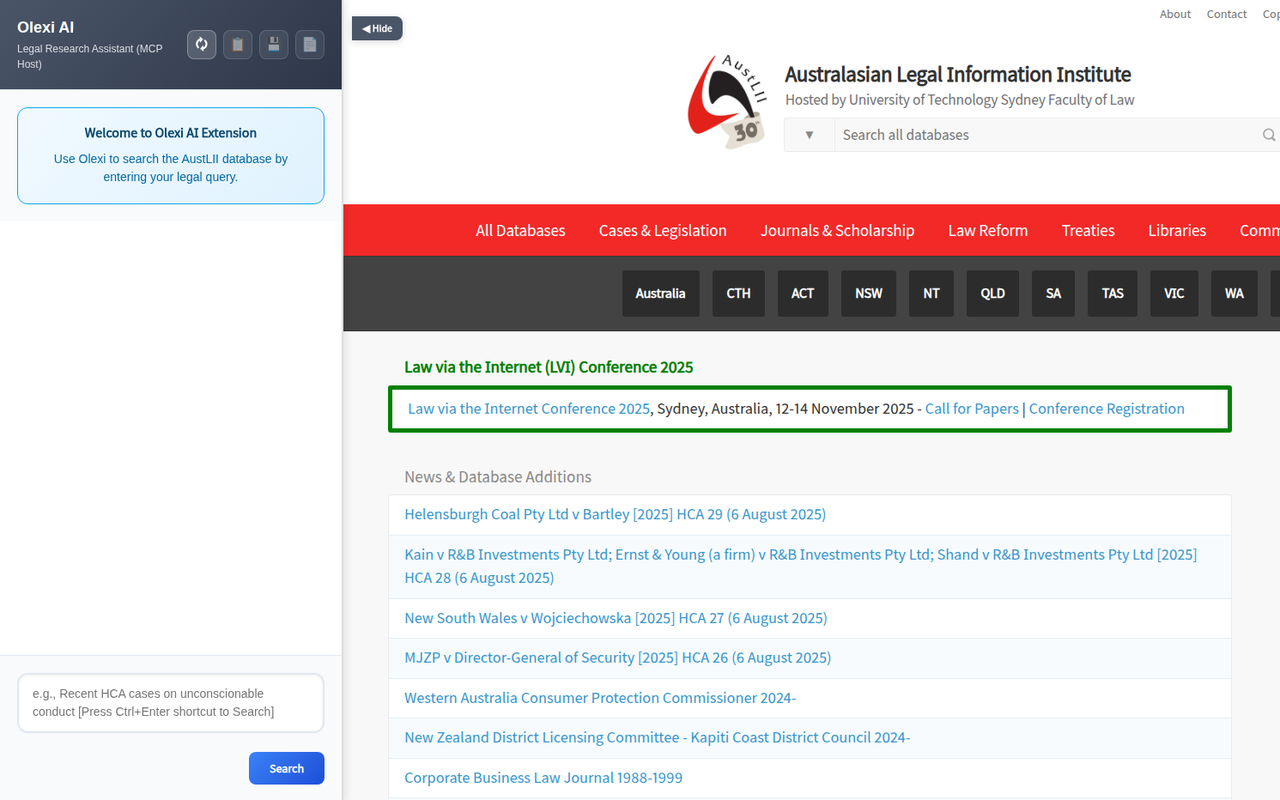 Olexi AI
Legal Research Assistant (MCP
Host)
Welcome to Olexi AI Extension
Use Olexi to search the AustLII database by
entering your legal query.
e.g., Recent HCA cases on unconscionable
conduct [Press Ctrl+Enter shortcut to Search]
Search
◀ Hide
About Contact Cop
AustLII
30
Australasian Legal Information Institute
Hosted by University of Technology Sydney Faculty of Law
▼ Search all databases
All Databases Cases & Legislation Journals & Scholarship Law Reform Treaties Libraries Comm
Australia CTH ACT NSW NT QLD SA TAS VIC WA
Law via the Internet (LVI) Conference 2025
Law via the Internet Conference 2025, Sydney, Australia, 12-14 November 2025 - Call for Papers | Conference Registration
News & Database Additions
Helensburgh Coal Pty Ltd v Bartley [2025] HCA 29 (6 August 2025)
Kain v R&B Investments Pty Ltd; Ernst & Young (a firm) v R&B Investments Pty Ltd; Shand v R&B Investments Pty Ltd [2025]
HCA 28 (6 August 2025)
New South Wales v Wojciechowska [2025] HCA 27 (6 August 2025)
MJZP v Director-General of Security [2025] HCA 26 (6 August 2025)
Western Australia Consumer Protection Commissioner 2024-
New Zealand District Licensing Committee - Kapiti Coast District Council 2024-
Corporate Business Law Journal 1988-1999